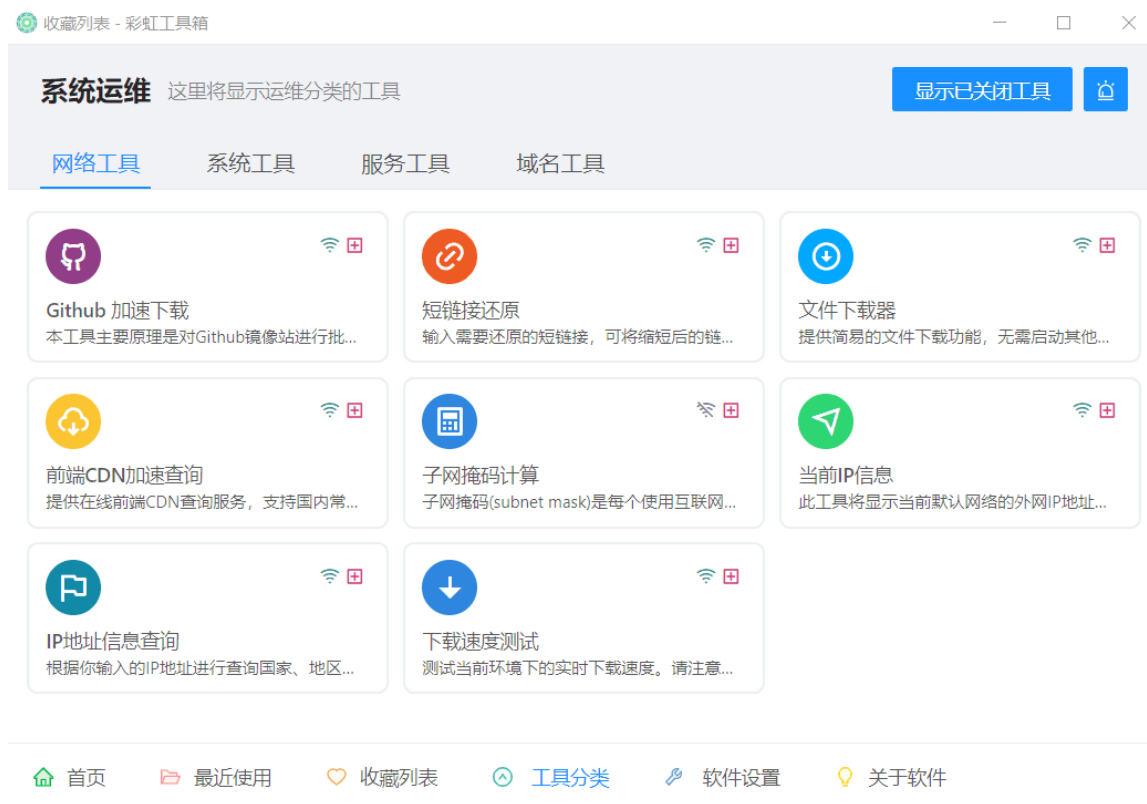 收藏列表 - 彩虹工具箱
系统运维 这里将显示运维分类的工具 显示已关闭工具
网络工具 系统工具 服务工具 域名工具
Github 加速下载
本工具主要原理是对Github镜像站进行批...
短链接还原
输入需要还原的短链接，可将缩短后的链...
文件下载器
提供简易的文件下载功能，无需启动其他...
前端CDN加速查询
提供在线前端CDN查询服务，支持国内常...
子网掩码计算
子网掩码(subnet mask)是每个使用互联网...
当前IP信息
此工具将显示当前默认网络的外网IP地址...
IP地址信息查询
根据你输入的IP地址进行查询国家、地区...
下载速度测试
测试当前环境下的实时下载速度。请注意...
首页 最近使用 收藏列表 工具分类 软件设置 关于软件